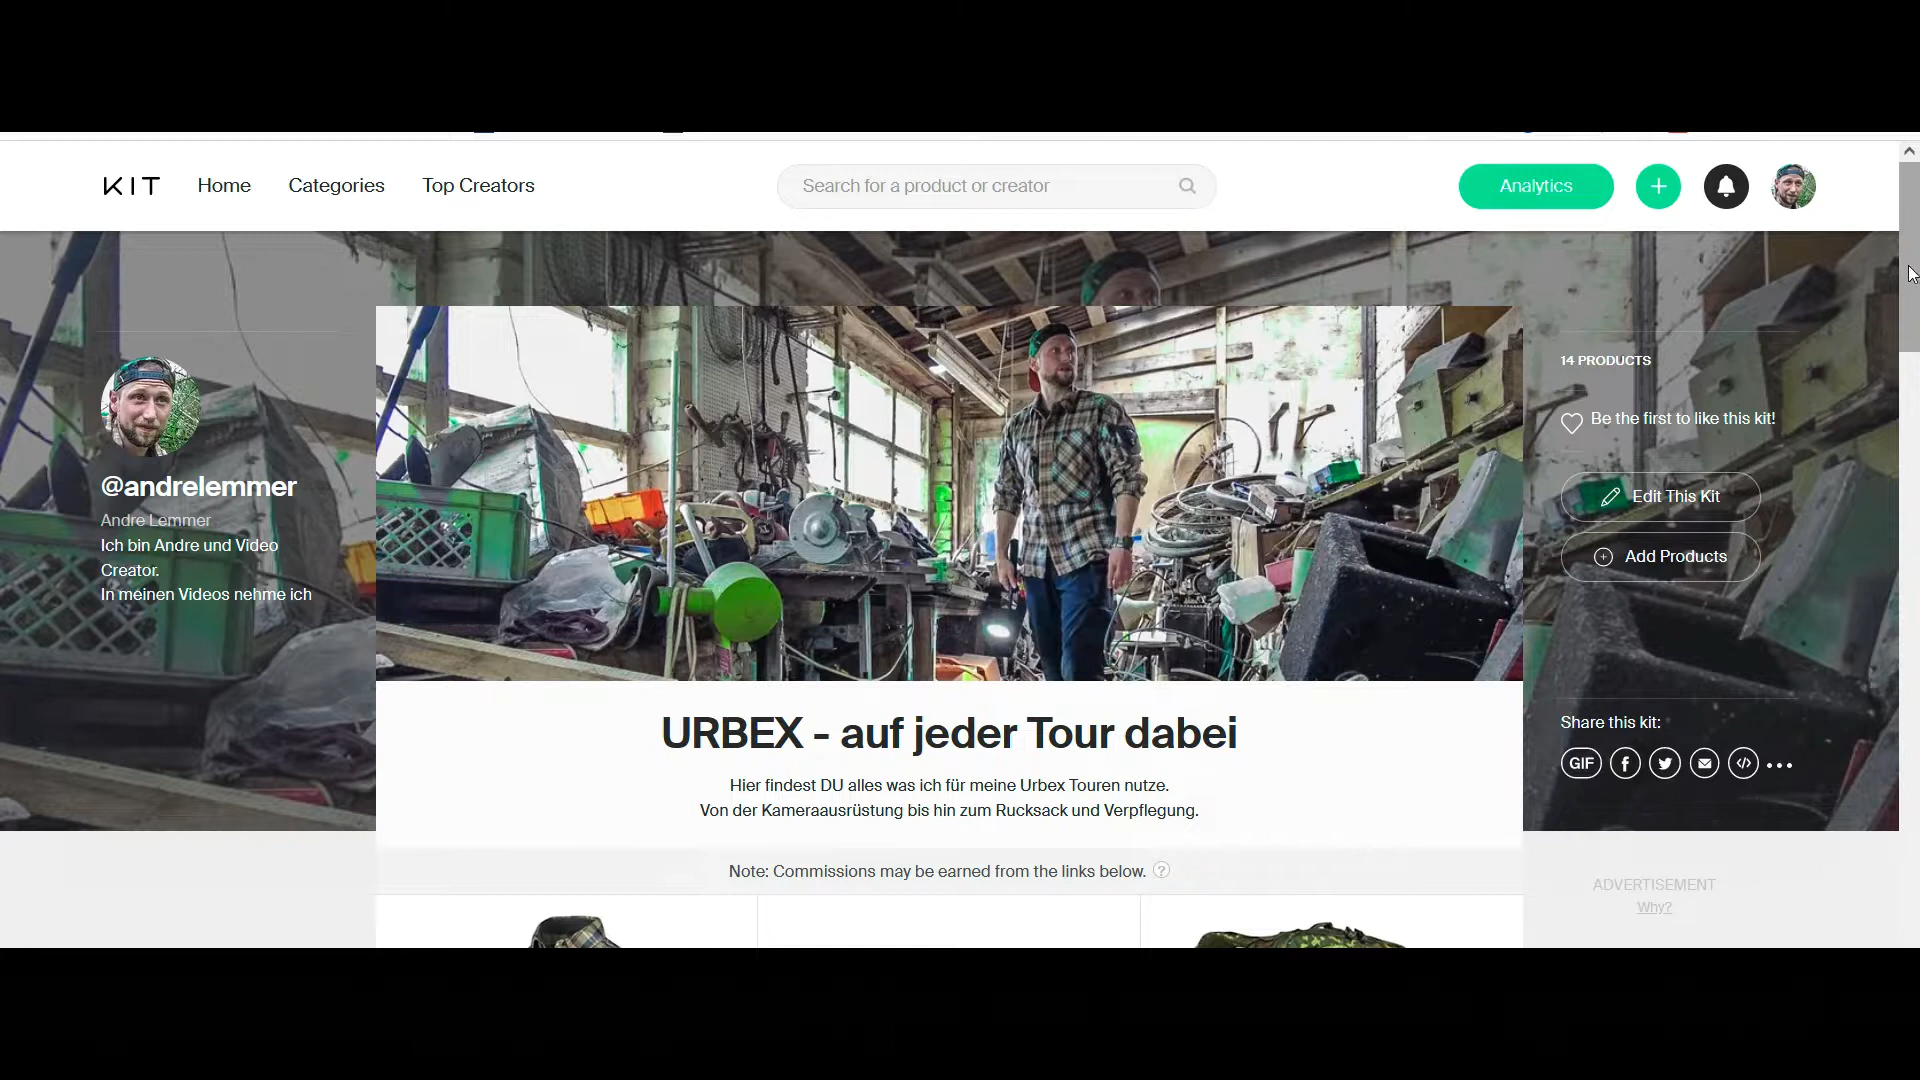 KIT Home Categories Top Creators Search for a product or creator Analytics
14 PRODUCTS
Be the first to like this kit!
Edit This Kit
Add Products
@andrelemmer
Andre Lemmer
Ich bin Andre und Video
Creator.
In meinen Videos nehme ich
URBEX - auf jeder Tour dabei
Hier findest DU alles was ich für meine Urbex Touren nutze.
Von der Kameraausrüstung bis hin zum Rucksack und Verpflegung.
Share this kit:
GIF
Note: Commissions may be earned from the links below. ?
ADVERTISEMENT
Why?